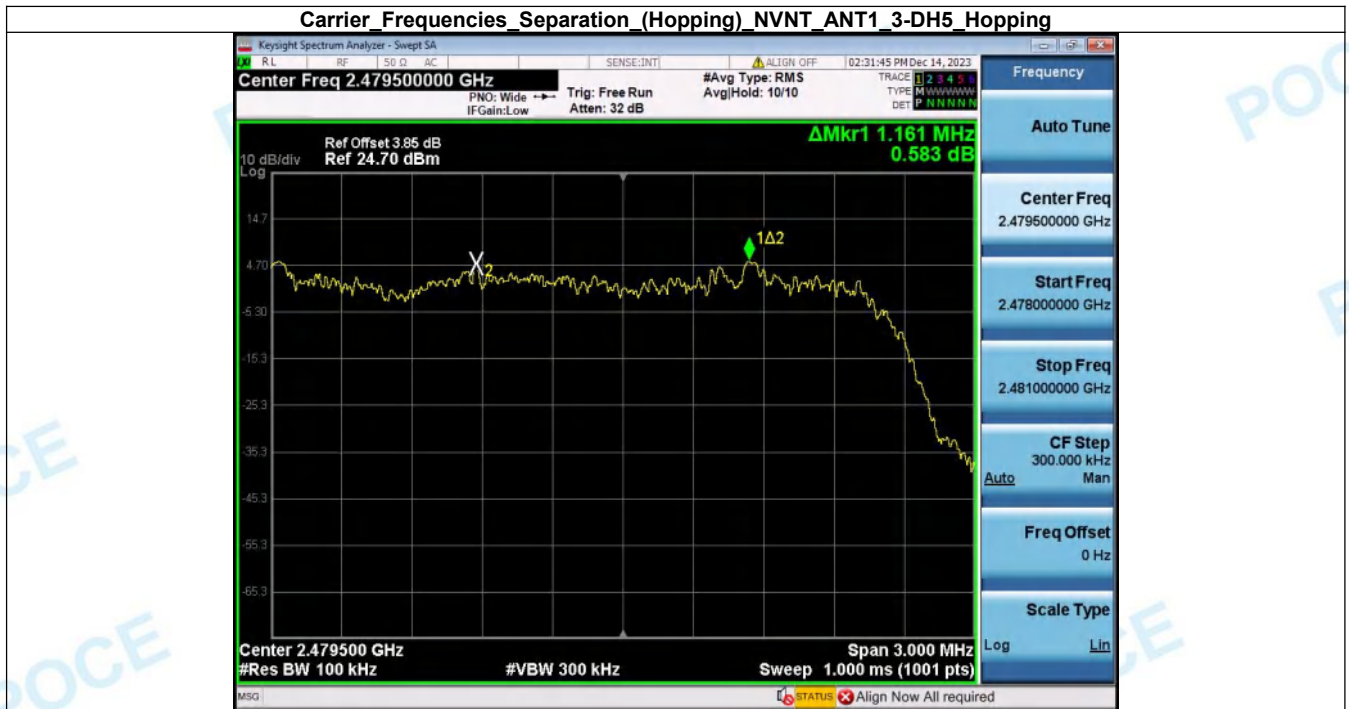 Carrier_Frequencies_Separation_(Hopping)_NVNT_ANT1_3-DH5_Hopping
Keysight Spectrum Analyzer - Swept SA
LXI RL RF 50 Ω AC SENSE:INT ALIGN OFF 02:31:45 PM Dec 14, 2023
Center Freq 2.479500000 GHz
PNO: Wide
IFGain:Low
Trig: Free Run
Atten: 32 dB
#Avg Type: RMS
Avg|Hold: 10/10
TRACE 1 2 3 4 5 6
TYPE M WWWWW
DET P N N N N N
Ref Offset 3.85 dB
10 dB/div Ref 24.70 dBm
Log
ΔMkr1 1.161 MHz
0.583 dB
14.7
4.70
-6.30
-15.3
-25.3
-35.3
-45.3
-55.3
-65.3
2
1Δ2
Center 2.479500 GHz Span 3.000 MHz
#Res BW 100 kHz #VBW 300 kHz Sweep 1.000 ms (1001 pts)
MSG STATUS Align Now All required
Frequency
Auto Tune
Center Freq
2.479500000 GHz
Start Freq
2.478000000 GHz
Stop Freq
2.481000000 GHz
CF Step
300.000 kHz
Auto Man
Freq Offset
0 Hz
Scale Type
Log Lin
POCE